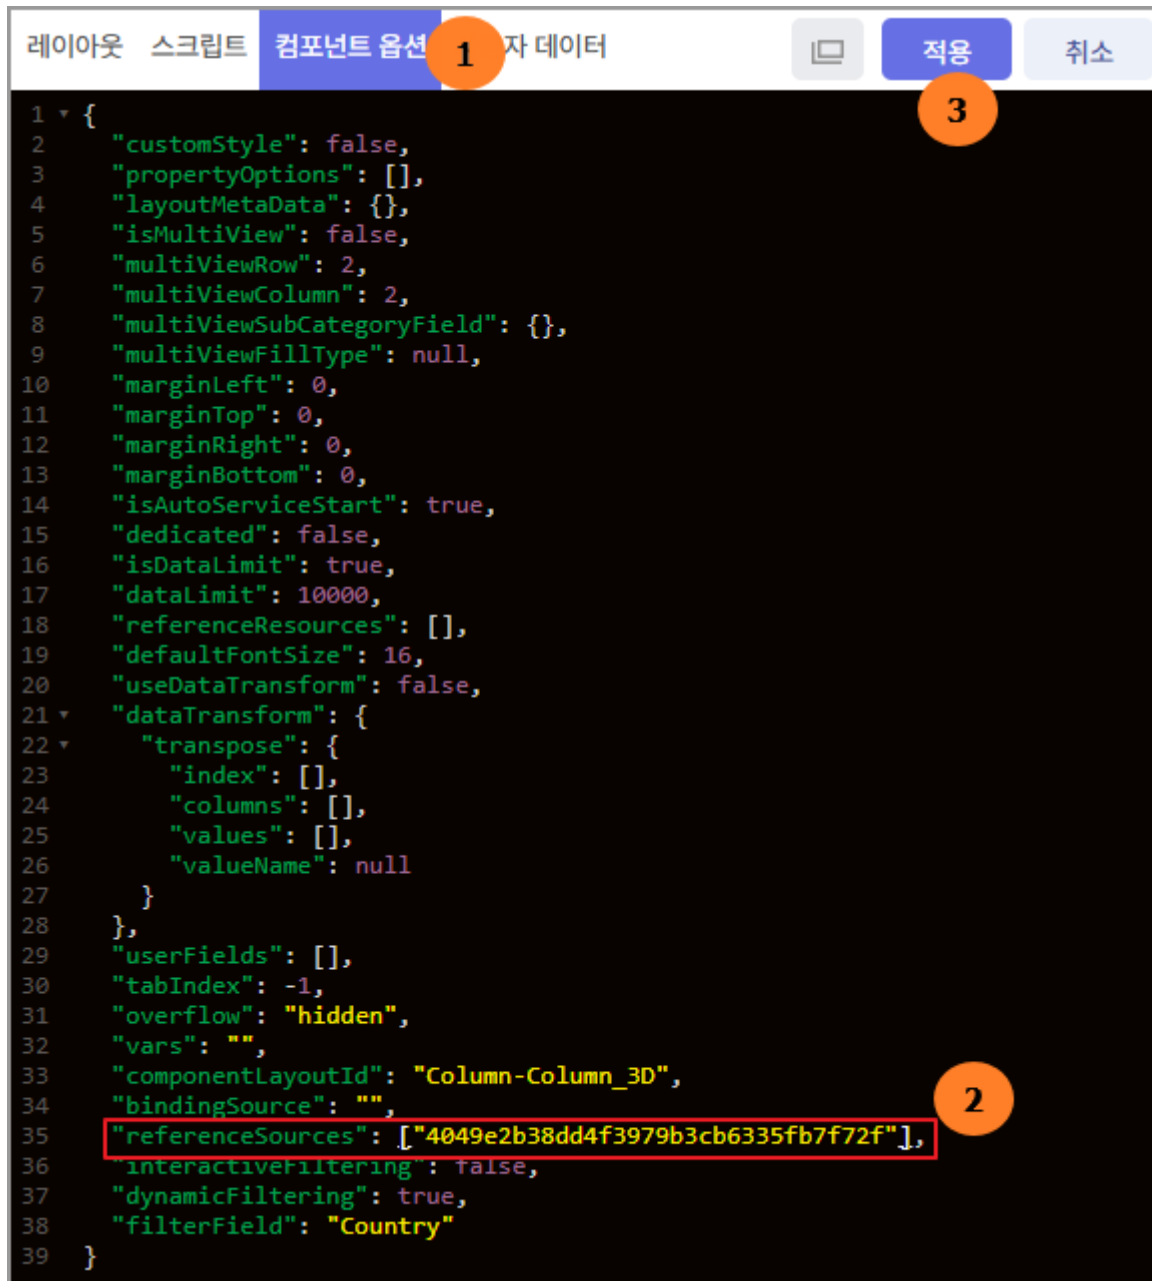 레이아웃 스크립트 컴포넌트 옵션 1 자 데이터 적용 취소
3
1 {
2 "customStyle": false,
3 "propertyOptions": [],
4 "layoutMetaData": {},
5 "isMultiView": false,
6 "multiViewRow": 2,
7 "multiViewColumn": 2,
8 "multiViewSubCategoryField": {},
9 "multiViewFillType": null,
10 "marginLeft": 0,
11 "marginTop": 0,
12 "marginRight": 0,
13 "marginBottom": 0,
14 "isAutoServiceStart": true,
15 "dedicated": false,
16 "isDataLimit": true,
17 "dataLimit": 10000,
18 "referenceResources": [],
19 "defaultFontSize": 16,
20 "useDataTransform": false,
21 "dataTransform": {
22 "transpose": {
23 "index": [],
24 "columns": [],
25 "values": [],
26 "valueName": null
27 }
28 },
29 "userFields": [],
30 "tabIndex": -1,
31 "overflow": "hidden",
32 "vars": "",
33 "componentLayoutId": "Column-Column_3D",
34 "bindingSource": "",
2
35 "referenceSources": ["4049e2b38dd4f3979b3cb6335fb7f72f"],
36 "interactiveFiltering": false,
37 "dynamicFiltering": true,
38 "filterField": "Country"
39 }